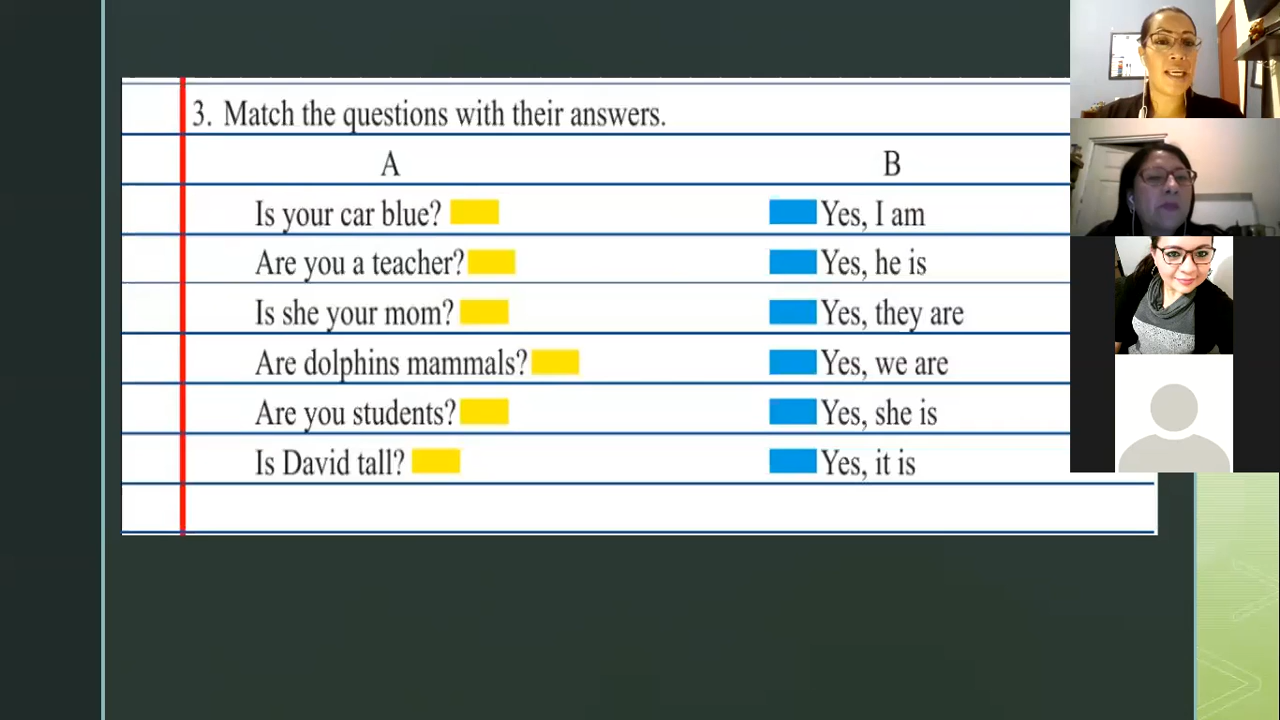 3. Match the questions with their answers.
A B
Is your car blue? Yes, I am
Are you a teacher? Yes, he is
Is she your mom? Yes, they are
Are dolphins mammals? Yes, we are
Are you students? Yes, she is
Is David tall? Yes, it is